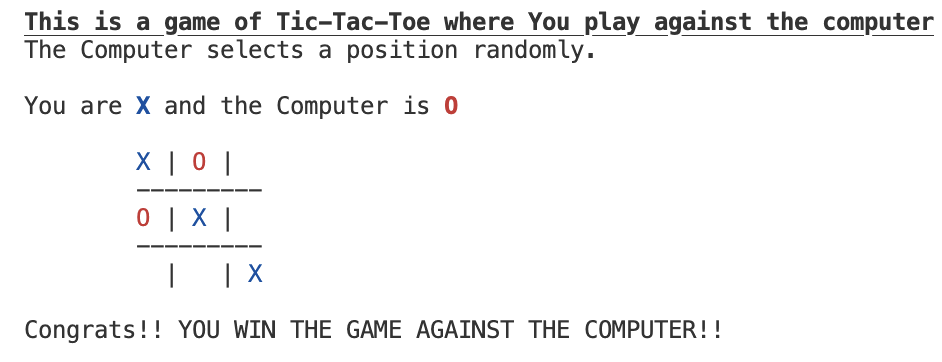 This is a game of Tic-Tac-Toe where You play against the computer
The Computer selects a position randomly.
You are X and the Computer is O
X | O |
---------
O | X |
---------
| | X
Congrats!! YOU WIN THE GAME AGAINST THE COMPUTER!!